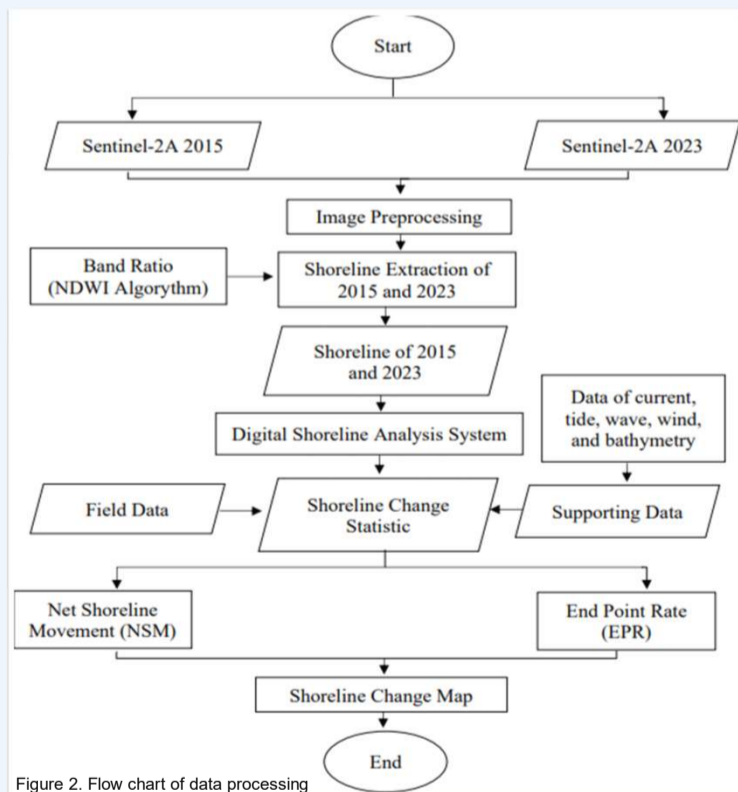 Start
Sentinel-2A 2015
Sentinel-2A 2023
Image Preprocessing
Band Ratio
(NDWI Algorythm)
Shoreline Extraction of
2015 and 2023
Shoreline of 2015
and 2023
Data of current,
tide, wave, wind,
and bathymetry
Digital Shoreline Analysis System
Field Data
Shoreline Change
Statistic
Supporting Data
Net Shoreline
Movement (NSM)
End Point Rate
(EPR)
Shoreline Change Map
End
Figure 2. Flow chart of data processing